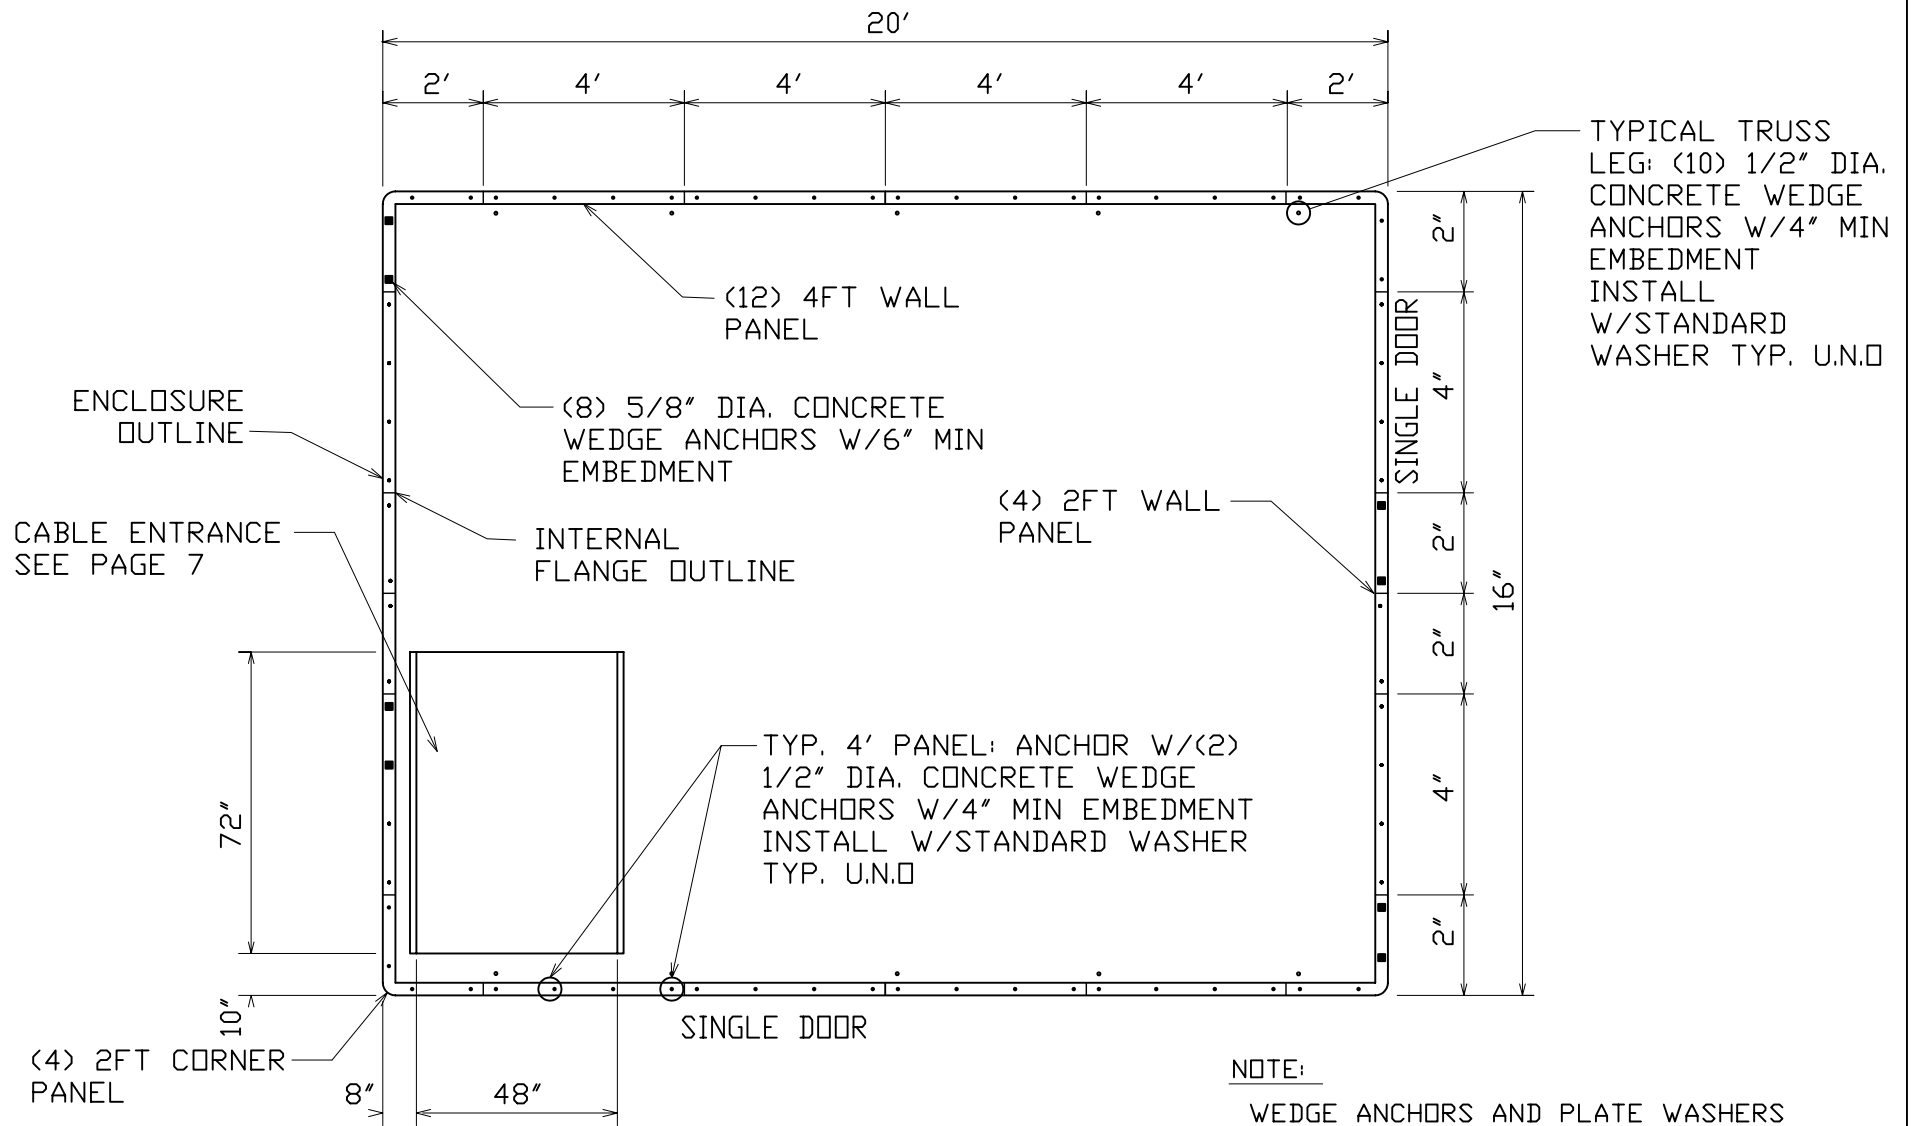 20′
2′
4′
4′
4′
4′
2′
TYPICAL TRUSS
LEG: (10) 1/2″ DIA.
CONCRETE WEDGE
ANCHORS W/4″ MIN
EMBEDMENT
INSTALL
W/STANDARD
WASHER TYP. U.N.O
(12) 4FT WALL
PANEL
(8) 5/8″ DIA. CONCRETE
WEDGE ANCHORS W/6″ MIN
EMBEDMENT
ENCLOSURE
OUTLINE
INTERNAL
FLANGE OUTLINE
CABLE ENTRANCE
SEE PAGE 7
(4) 2FT WALL
PANEL
SINGLE DOOR
2″
4″
2″
2″
4″
2″
16″
TYP. 4′ PANEL: ANCHOR W/(2)
1/2″ DIA. CONCRETE WEDGE
ANCHORS W/4″ MIN EMBEDMENT
INSTALL W/STANDARD WASHER
TYP. U.N.O
72″
10″
SINGLE DOOR
(4) 2FT CORNER
PANEL
8″
48″
NOTE:
WEDGE ANCHORS AND PLATE WASHERS